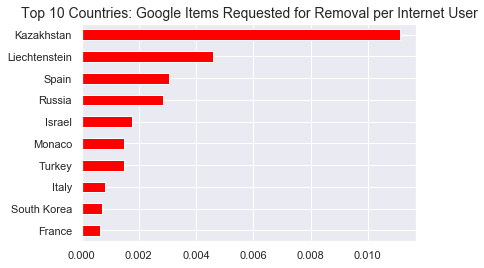 Top 10 Countries: Google Items Requested for Removal per Internet User
Kazakhstan
Liechtenstein
Spain
Russia
Israel
Monaco
Turkey
Italy
South Korea
France
0.000 0.002 0.004 0.006 0.008 0.010